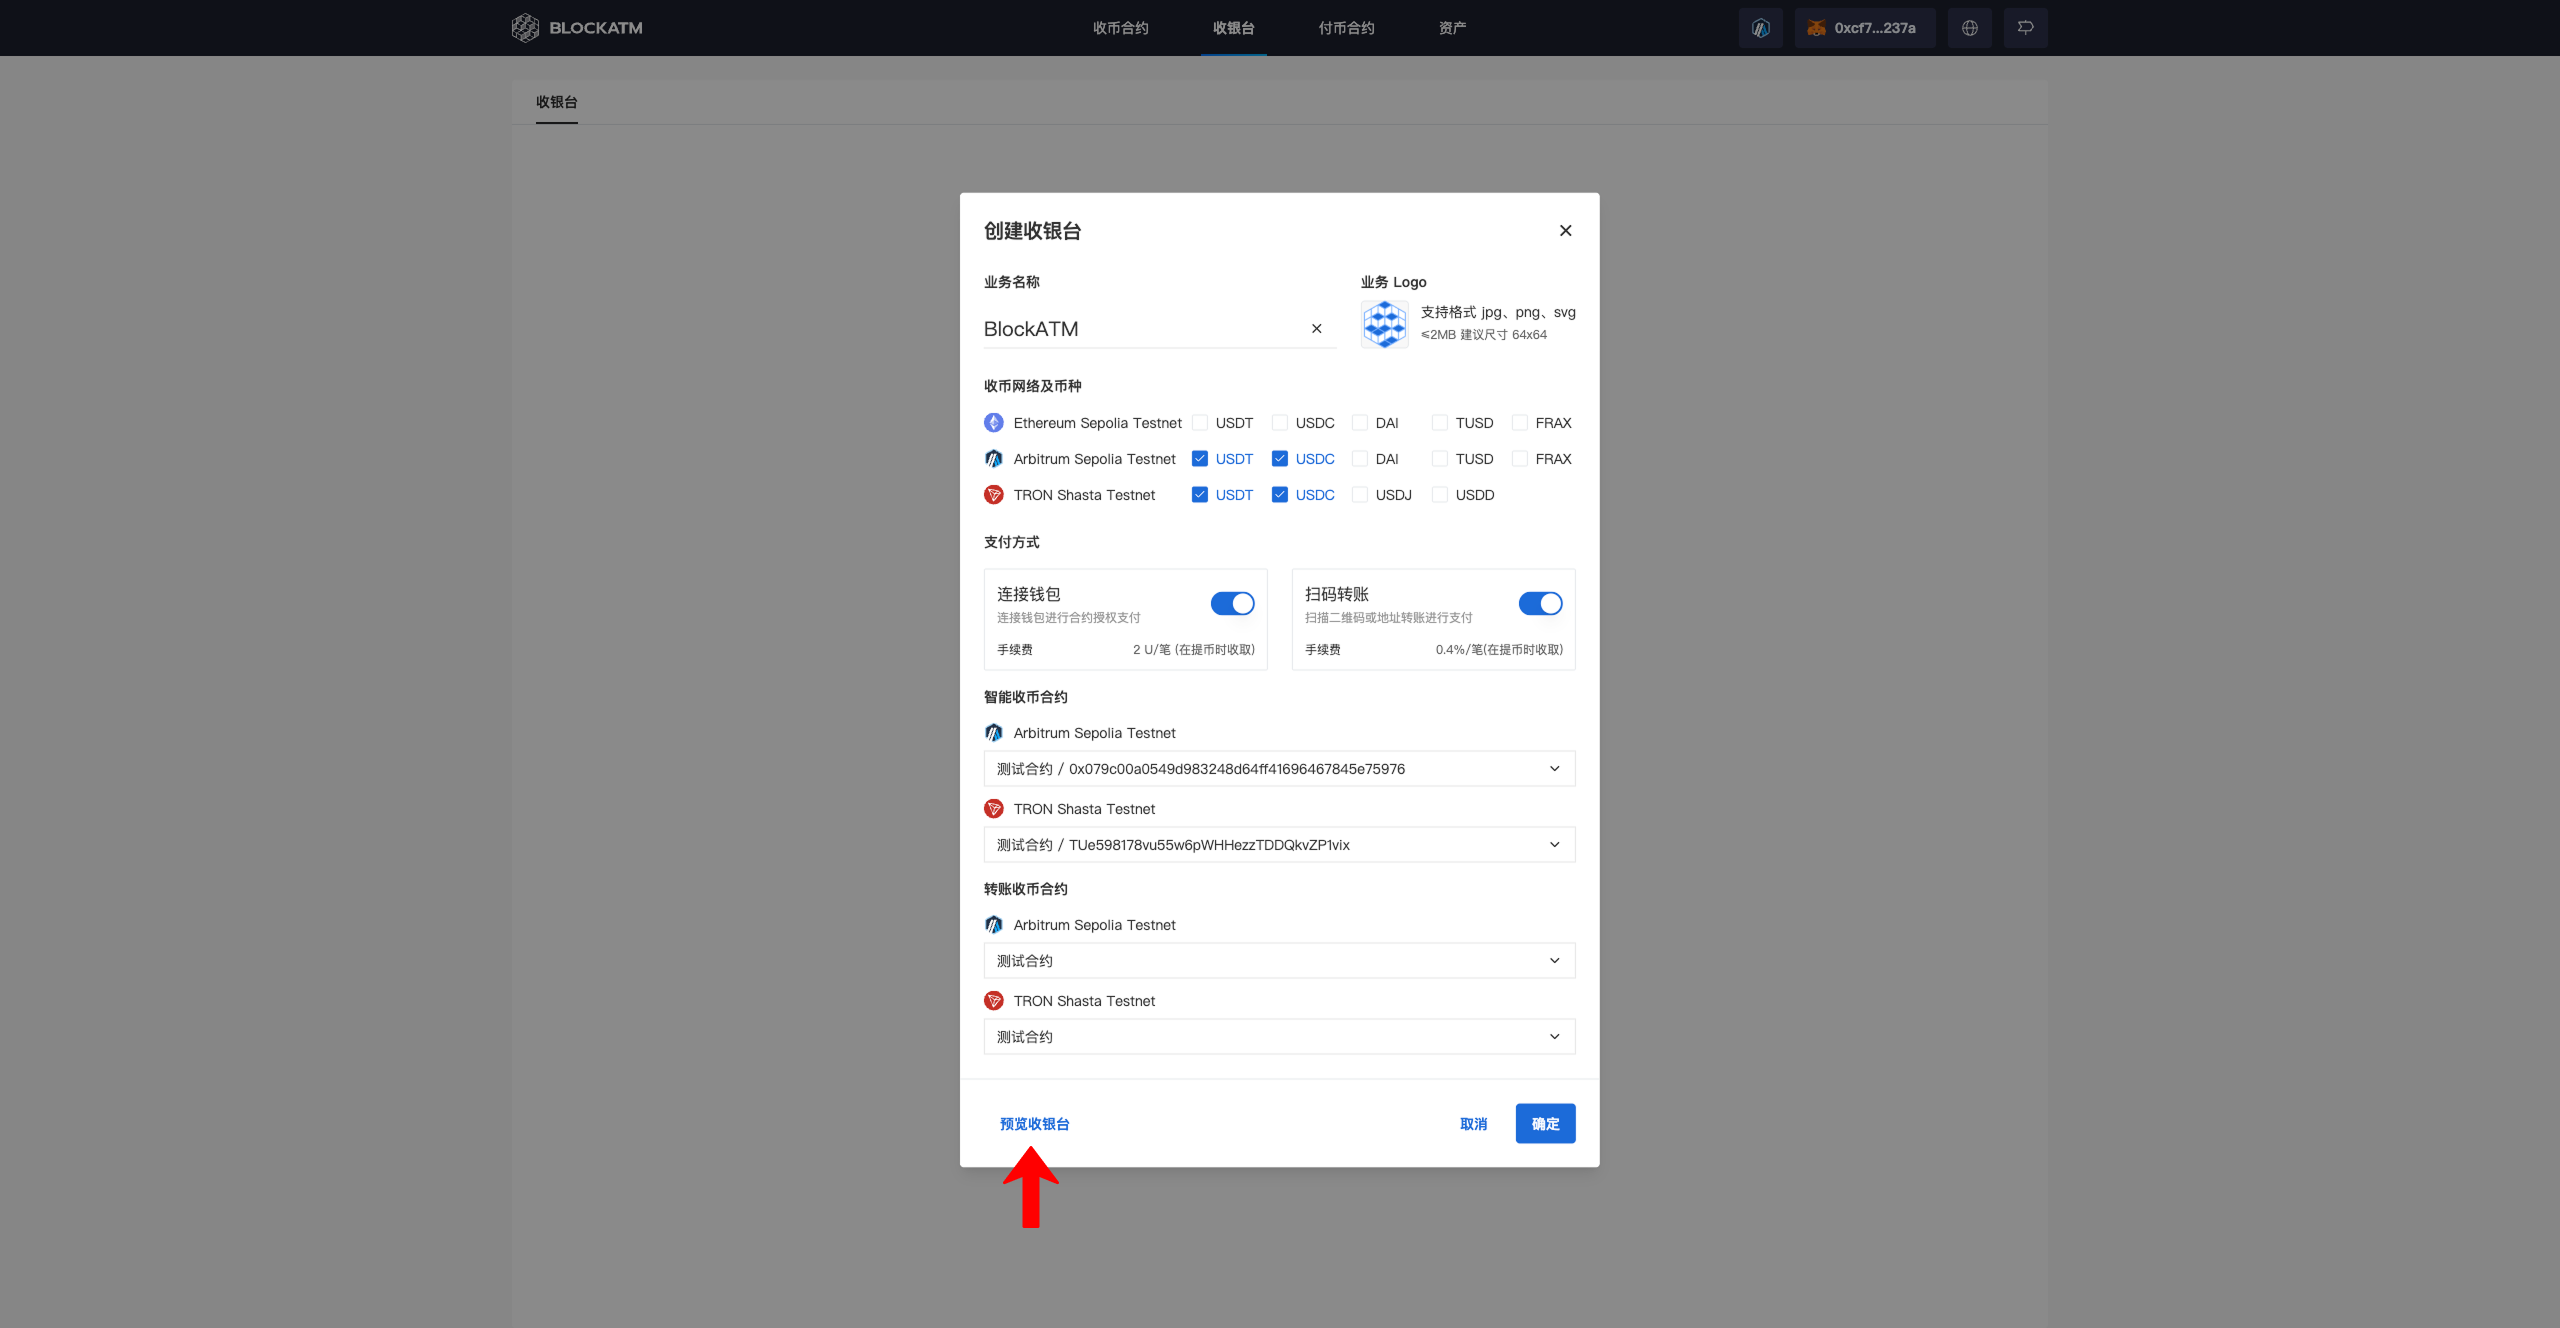 BLOCKATM
收币合约
收银台
付币合约
资产
0xcf7...237a
收银台
创建收银台
业务名称
业务 Logo
BlockATM
支持格式 jpg、png、svg
≤2MB 建议尺寸 64x64
收币网络及币种
Ethereum Sepolia Testnet USDT USDC DAI TUSD FRAX
Arbitrum Sepolia Testnet USDT USDC DAI TUSD FRAX
TRON Shasta Testnet USDT USDC USDJ USDD
支付方式
连接钱包
连接钱包进行合约授权支付
手续费 2 U/笔 (在提币时收取)
扫码转账
扫描二维码或地址转账进行支付
手续费 0.4%/笔(在提币时收取)
智能收币合约
Arbitrum Sepolia Testnet
测试合约 / 0x079c00a0549d983248d64ff41696467845e75976
TRON Shasta Testnet
测试合约 / TUe598178vu55w6pWHHezzTDDQkvZP1vix
转账收币合约
Arbitrum Sepolia Testnet
测试合约
TRON Shasta Testnet
测试合约
预览收银台
取消
确定